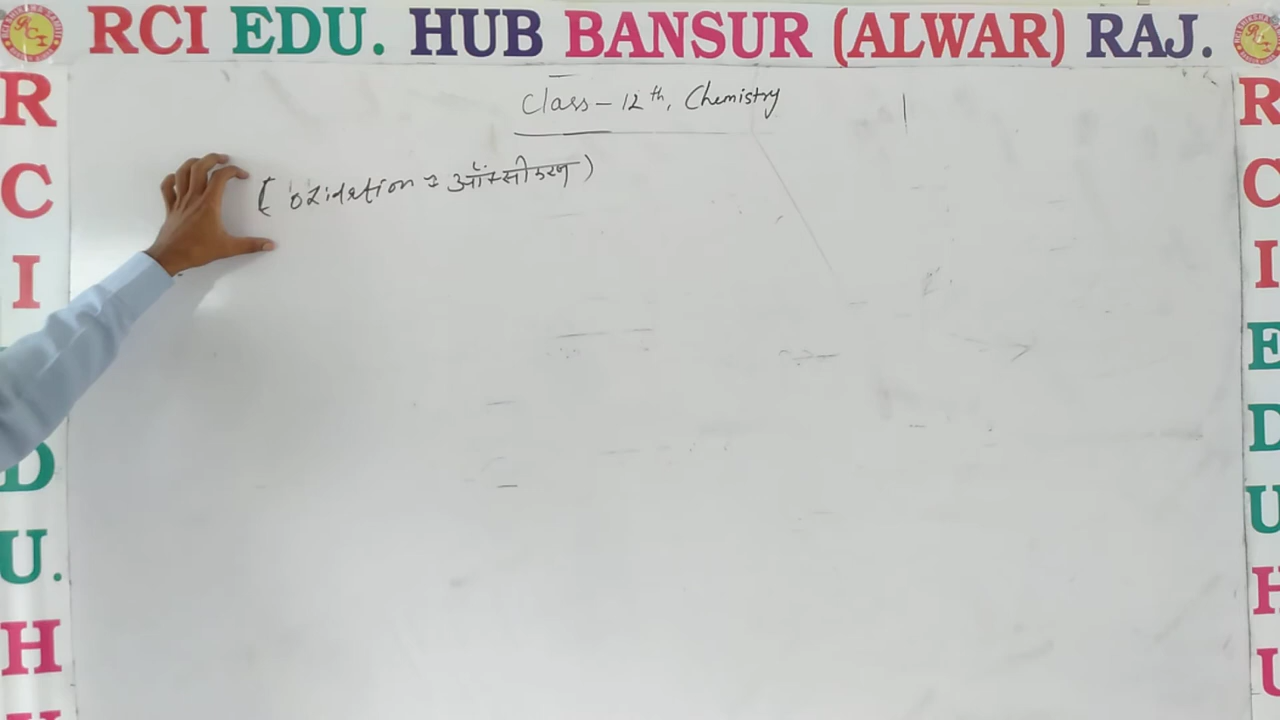 RCI EDU. HUB BANSUR (ALWAR) RAJ.
R
C
I
D
U.
H
R
C
I
E
D
U
H
U
Class - 12th, Chemistry
( Oxidation = ऑक्सीकरण )